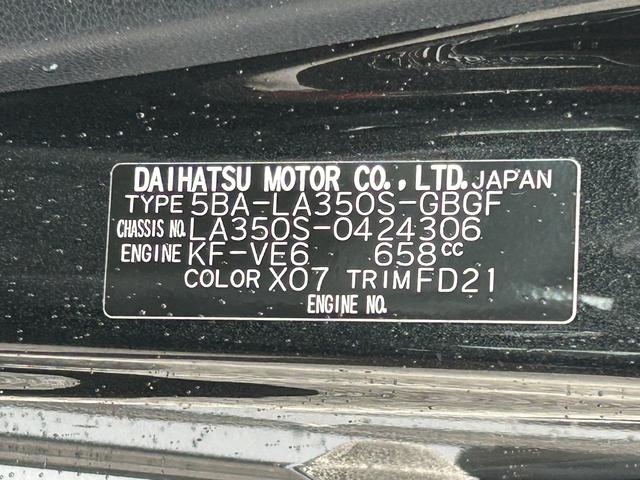 DAIHATSU MOTOR CO., LTD. JAPAN
TYPE 5BA-LA350S-GBGF
CHASSIS NO. LA350S-0424306
ENGINE KF-VE6 658cc
COLOR X07 TRIM FD21
ENGINE NO.